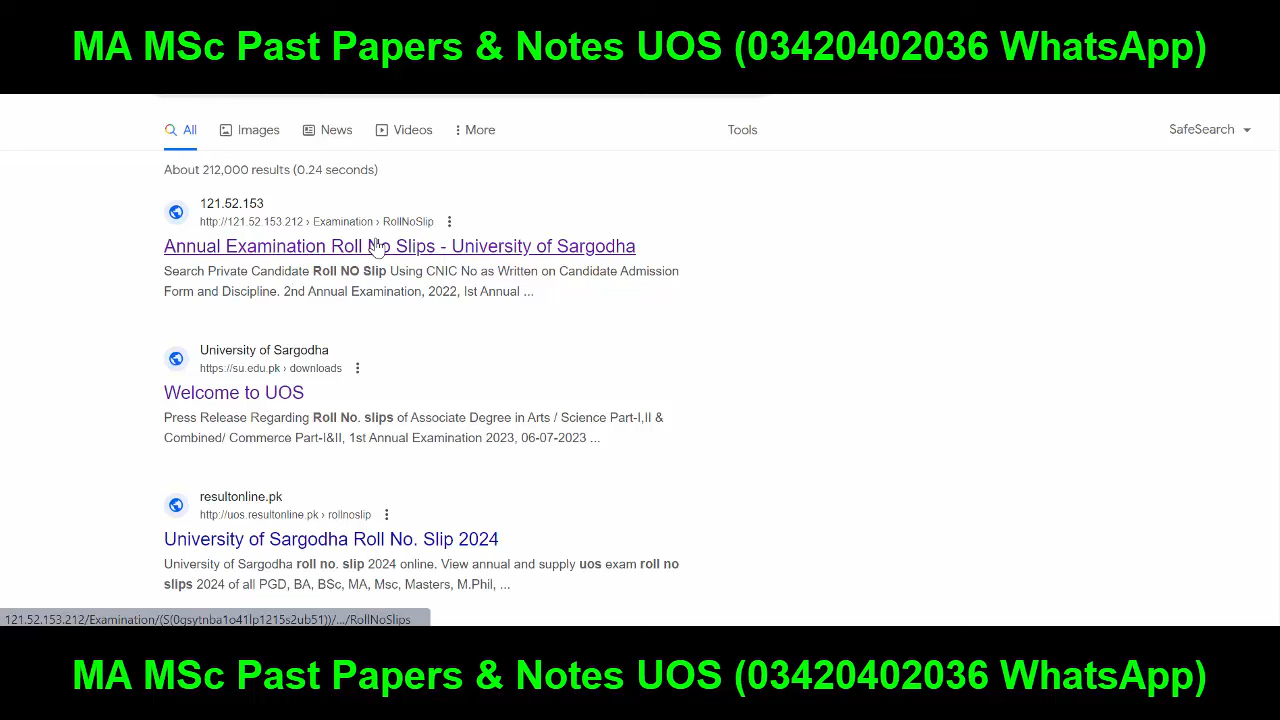 MA MSc Past Papers & Notes UOS (03420402036 WhatsApp)
All Images News Videos More Tools SafeSearch
About 212,000 results (0.24 seconds)
121.52.153
http://121.52.153.212 › Examination › RollNoSlip
Annual Examination Roll No Slips - University of Sargodha
Search Private Candidate Roll NO Slip Using CNIC No as Written on Candidate Admission
Form and Discipline. 2nd Annual Examination, 2022, Ist Annual ...
University of Sargodha
https://su.edu.pk › downloads
Welcome to UOS
Press Release Regarding Roll No. slips of Associate Degree in Arts / Science Part-I,II &
Combined/ Commerce Part-I&II, 1st Annual Examination 2023, 06-07-2023 ...
resultonline.pk
http://uos.resultonline.pk › rollnoslip
University of Sargodha Roll No. Slip 2024
University of Sargodha roll no. slip 2024 online. View annual and supply uos exam roll no
slips 2024 of all PGD, BA, BSc, MA, Msc, Masters, M.Phil, ...
121.52.153.212/Examination/(S(0gsytnba1o41lp1215s2ub51))/.../RollNoSlips
MA MSc Past Papers & Notes UOS (03420402036 WhatsApp)